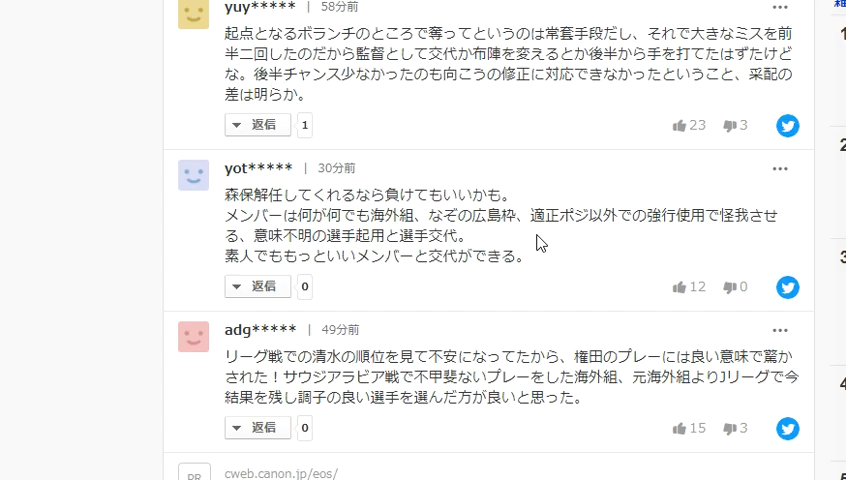 yuy***** | 58分前
起点となるボランチのところで奪ってというのは常套手段だし、それで大きなミスを前
半二回したのだから監督として交代か布陣を変えるとか後半から手を打てたはずだけど
な。後半チャンス少なかったのも向こうの修正に対応できなかったということ、采配の
差は明らか。
返信 1 23 3
yot***** | 30分前
森保解任してくれるなら負けてもいいかも。
メンバーは何が何でも海外組、なぞの広島枠、適正ポジ以外での強行使用で怪我させ
る、意味不明の選手起用と選手交代。
素人でももっといいメンバーと交代ができる。
返信 0 12 0
adg***** | 49分前
リーグ戦での清水の順位を見て不安になってたから、権田のプレーには良い意味で驚か
された！サウジアラビア戦で不甲斐ないプレーをした海外組、元海外組よりJリーグで今
結果を残し調子の良い選手を選んだ方が良いと思った。
返信 0 15 3
PR cweb.canon.jp/eos/